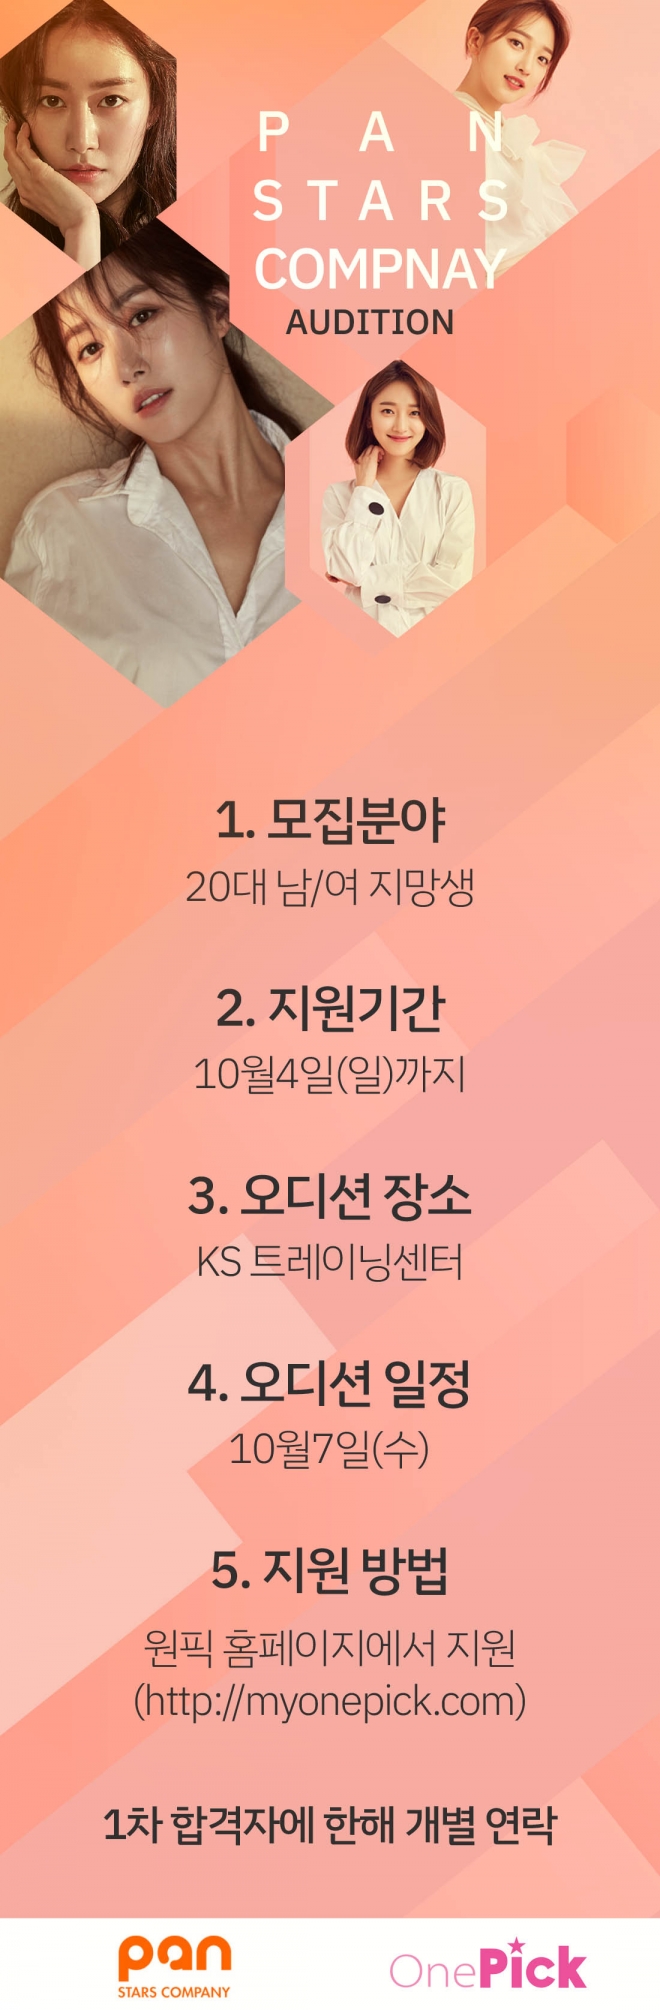 PAN
STARS
COMPNAY
AUDITION
1. 모집분야
20대 남/여 지망생
2. 지원기간
10월4일(일)까지
3. 오디션 장소
KS 트레이닝센터
4. 오디션 일정
10월7일(수)
5. 지원 방법
원픽 홈페이지에서 지원
(http://myonepick.com)
1차 합격자에 한해 개별 연락
pan
STARS COMPANY
OnePick